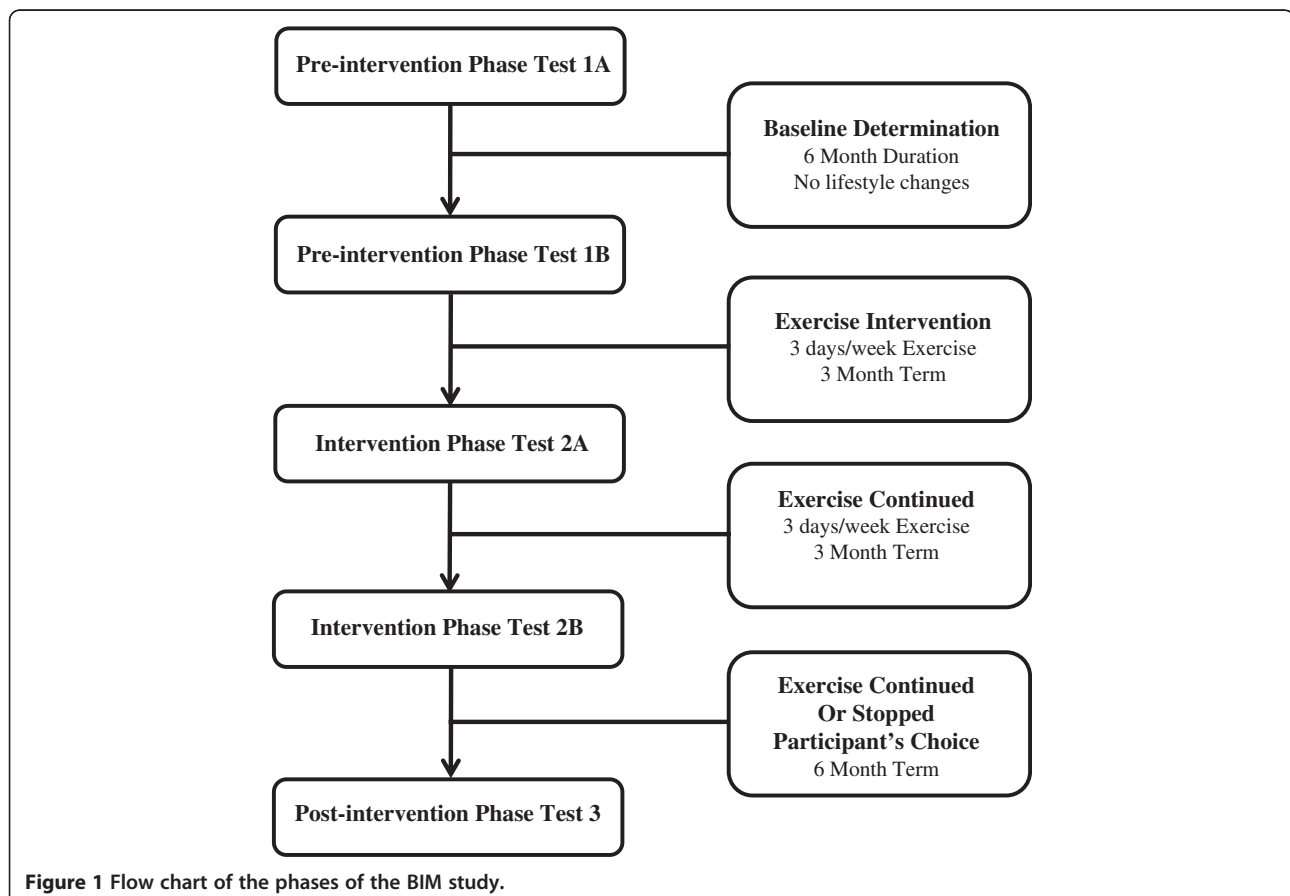 Pre-intervention Phase Test 1A
Baseline Determination
6 Month Duration
No lifestyle changes
Pre-intervention Phase Test 1B
Exercise Intervention
3 days/week Exercise
3 Month Term
Intervention Phase Test 2A
Exercise Continued
3 days/week Exercise
3 Month Term
Intervention Phase Test 2B
Exercise Continued
Or Stopped
Participant's Choice
6 Month Term
Post-intervention Phase Test 3
Figure 1 Flow chart of the phases of the BIM study.